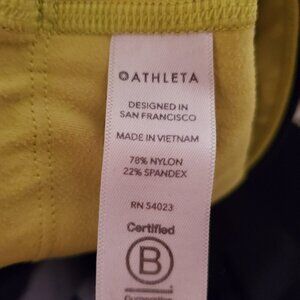 ATHLETA
DESIGNED IN
SAN FRANCISCO
MADE IN VIETNAM
78% NYLON
22% SPANDEX
RN 54023
Certified
B